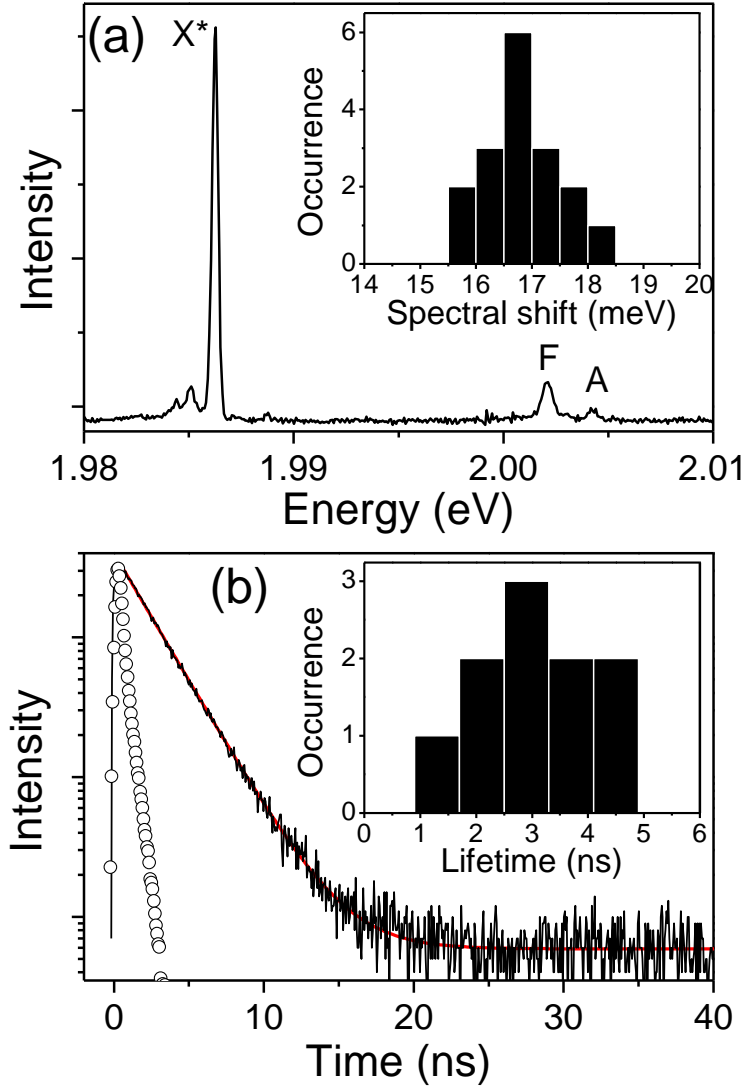 (a)
X*
F
A
Intensity
1.98
1.99
2.00
2.01
Energy (eV)
6
4
2
0
Occurrence
14
15
16
17
18
19
20
Spectral shift (meV)
(b)
Intensity
0
10
20
30
40
Time (ns)
3
2
1
0
Occurrence
0
1
2
3
4
5
6
Lifetime (ns)